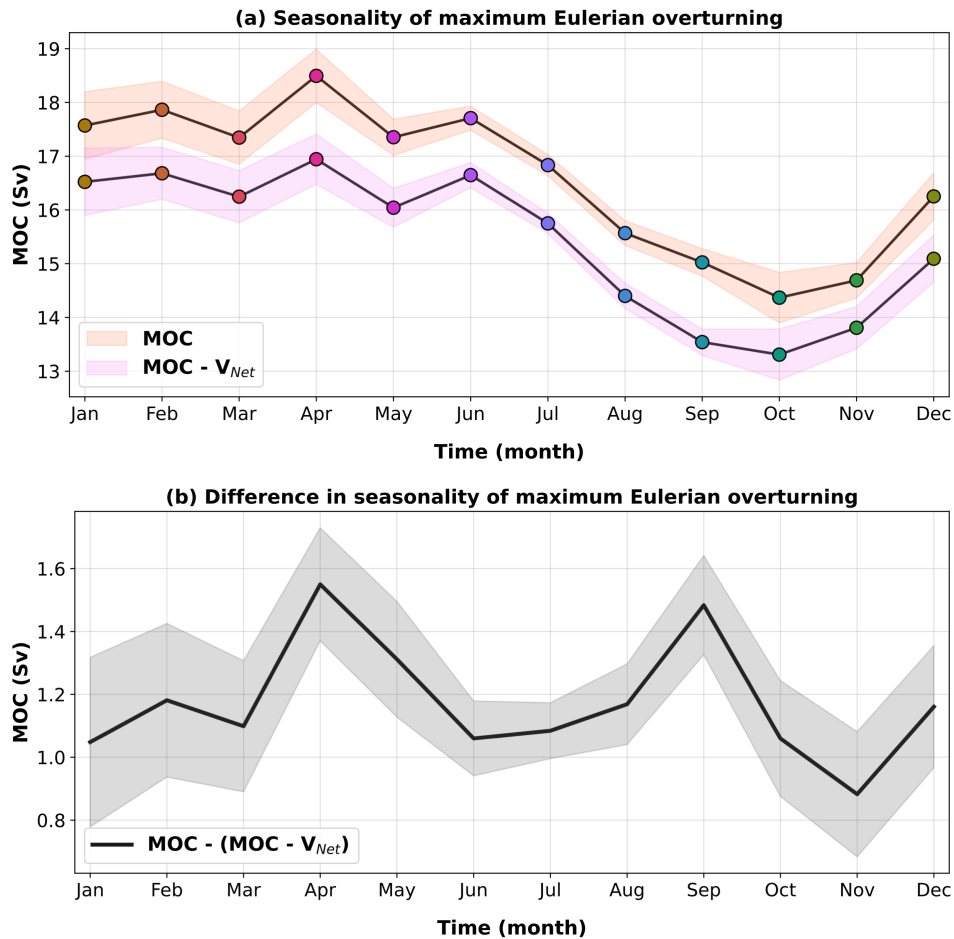 (a) Seasonality of maximum Eulerian overturning
19
18
17
16
15
14
13
MOC (Sv)
MOC
MOC - V_Net
Jan Feb Mar Apr May Jun Jul Aug Sep Oct Nov Dec
Time (month)
(b) Difference in seasonality of maximum Eulerian overturning
1.6
1.4
1.2
1.0
0.8
MOC (Sv)
MOC - (MOC - V_Net)
Jan Feb Mar Apr May Jun Jul Aug Sep Oct Nov Dec
Time (month)